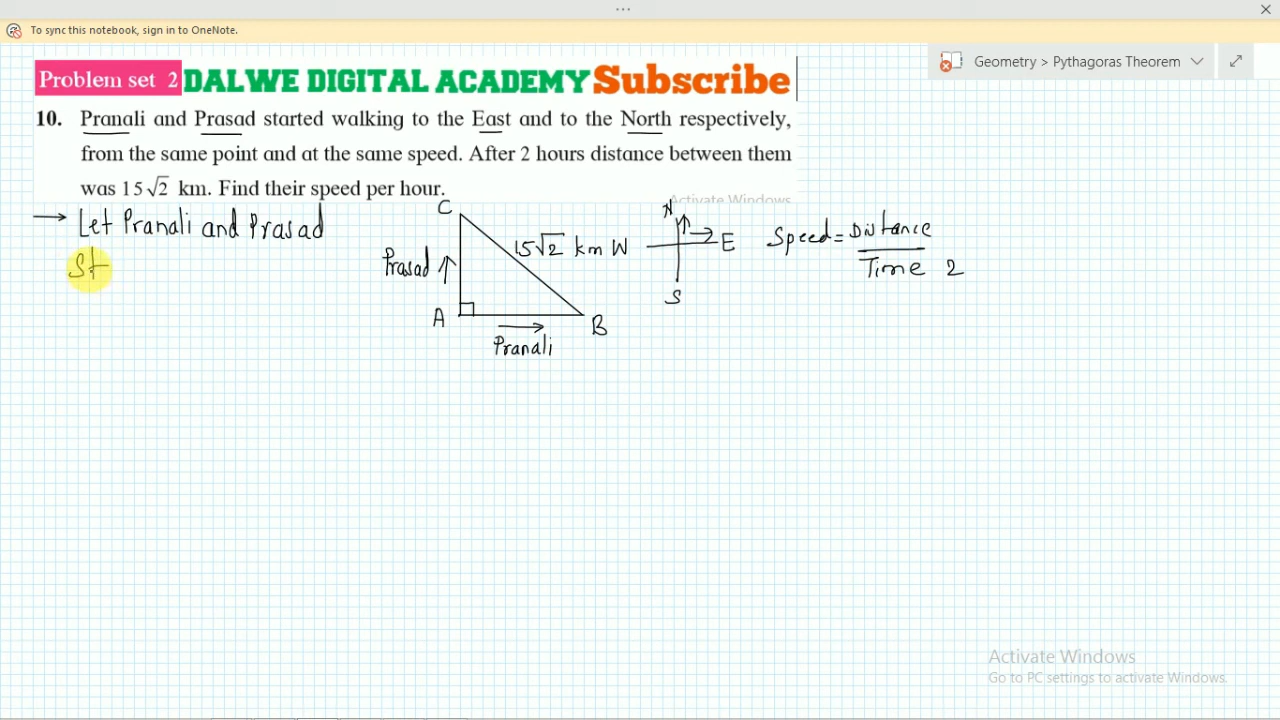 ...
To sync this notebook, sign in to OneNote.
Geometry > Pythagoras Theorem
Problem set 2 DALWE DIGITAL ACADEMY Subscribe
10. Pranali and Prasad started walking to the East and to the North respectively,
from the same point and at the same speed. After 2 hours distance between them
was 15√2 km. Find their speed per hour.
Activate Windows
→ Let Pranali and Prasad
St
C
Prasad ↑
15√2 km
A
B
→
Pranali
N
W
E
S
Speed = Distance
Time 2
Activate Windows
Go to PC settings to activate Windows.